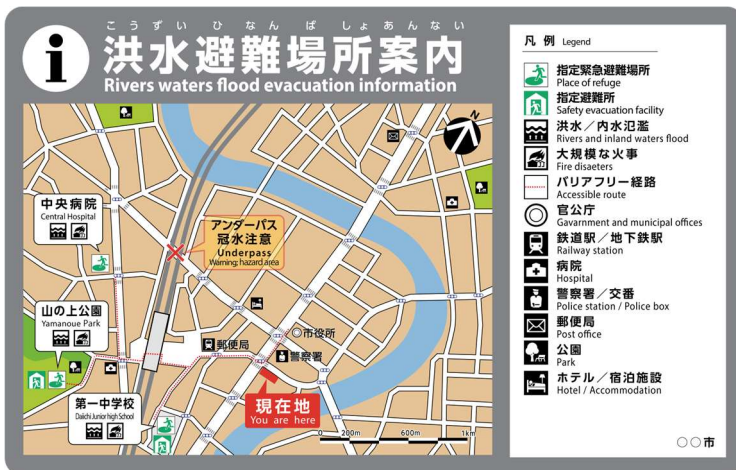 こうずい ひなん ばしょあんない
洪水避難場所案内
Rivers waters flood evacuation information
N
中央病院
Central Hospital
アンダーパス
冠水注意
Underpass
Warning; hazard area
山の上公園
Yamanoue Park
◎市役所
郵便局
警察署
第一中学校
Daiichi Junior high School
現在地
You are here
0 200m 600m 1km
凡例 Legend
指定緊急避難場所
Place of refuge
指定避難所
Safety evacuation facility
洪水／内水氾濫
Rivers and inland waters flood
大規模な火事
Fire disaeters
バリアフリー経路
Accessible route
官公庁
Gavarnment and municipal offices
鉄道駅／地下鉄駅
Railway station
病院
Hospital
警察署／交番
Police station / Police box
郵便局
Post office
公園
Park
ホテル／宿泊施設
Hotel / Accommodation
○○市